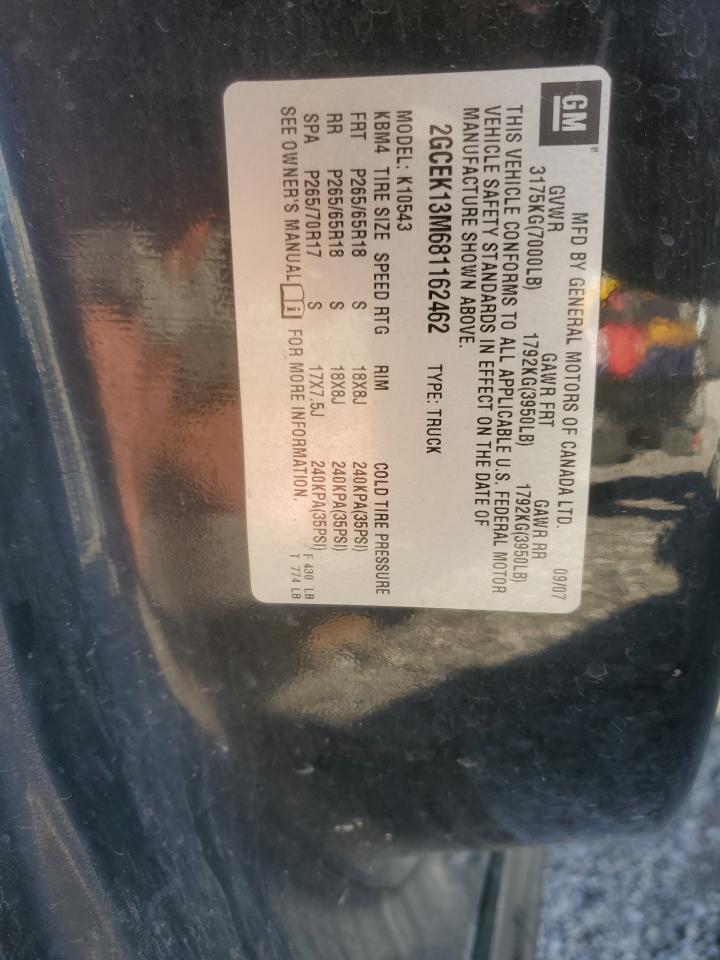 GM
®
MFD BY GENERAL MOTORS OF CANADA LTD. 09/07
GVWR GAWR FRT GAWR RR
3175KG(7000LB) 1792KG(3950LB) 1792KG(3950LB)
THIS VEHICLE CONFORMS TO ALL APPLICABLE U.S. FEDERAL MOTOR
VEHICLE SAFETY STANDARDS IN EFFECT ON THE DATE OF
MANUFACTURE SHOWN ABOVE.
2GCEK13M681162462 TYPE: TRUCK
MODEL: K10543
KBM4 TIRE SIZE SPEED RTG RIM COLD TIRE PRESSURE
FRT P265/65R18 S 18X8J 240KPA(35PSI)
RR P265/65R18 S 18X8J 240KPA(35PSI)
SPA P265/70R17 S 17X7.5J 240KPA(35PSI) F 430 LB
SEE OWNER'S MANUAL FOR MORE INFORMATION. T 774 LB